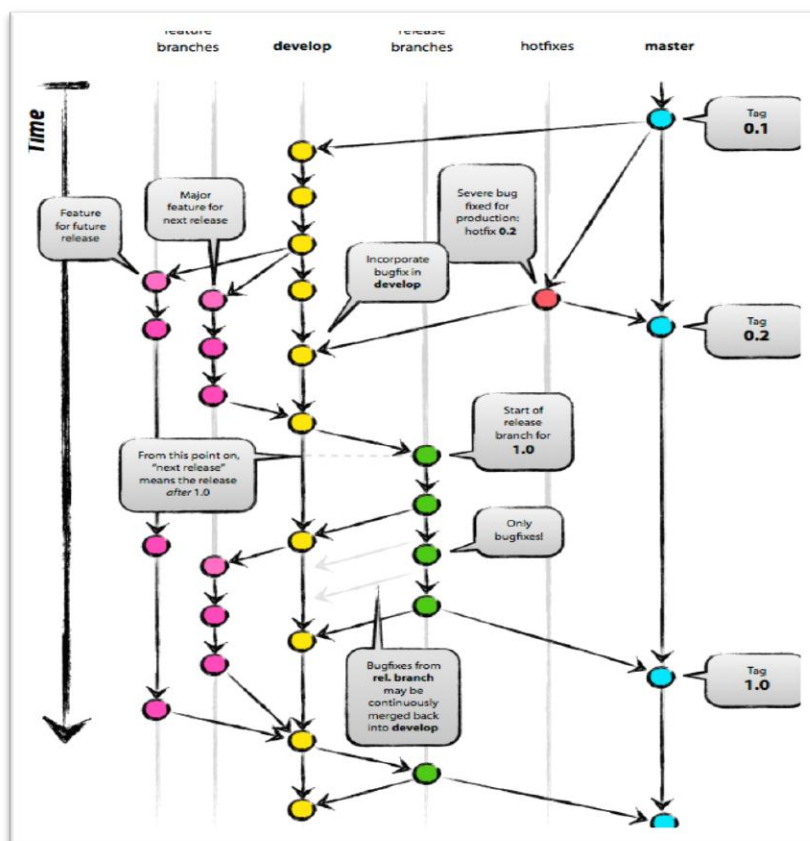 feature
branches
develop
release
branches
hotfixes
master
Time
Tag
0.1
Major
feature for
next release
Severe bug
fixed for
production:
hotfix 0.2
Feature
for future
release
Incorporate
bugfix in
develop
Tag
0.2
Start of
release
branch for
1.0
From this point on,
“next release”
means the release
after 1.0
Only
bugfixes!
Bugfixes from
rel. branch
may be
continuously
merged back
into develop
Tag
1.0